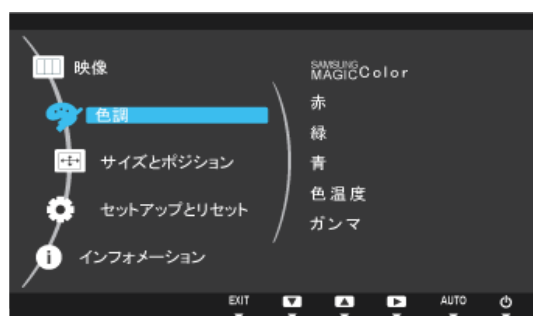 映像
色調
サイズとポジション
セットアップとリセット
インフォメーション
SAMSUNG
MAGICColor
赤
緑
青
色温度
ガンマ
EXIT
AUTO